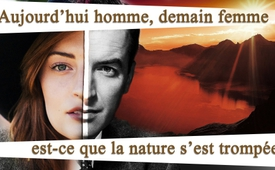 Aujourd’hui homme, demain femme
est-ce que la nature s’est trompée